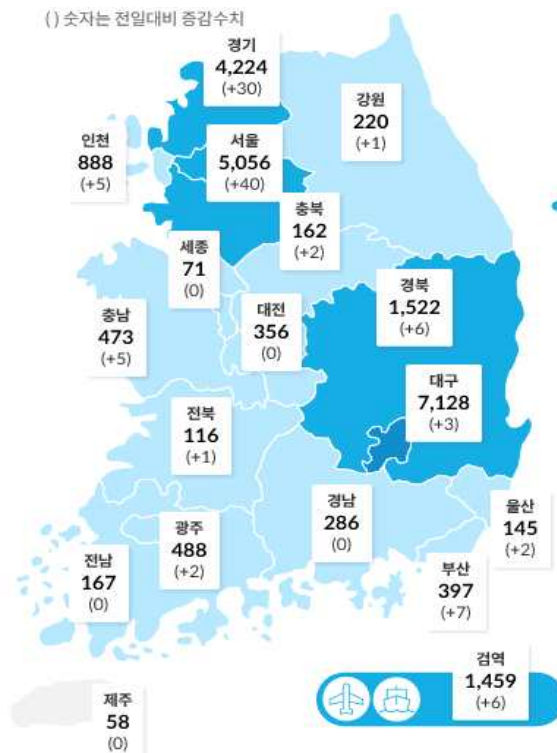 ( ) 숫자는 전일대비 증감수치
경기
4,224
(+30)
강원
220
(+1)
인천
888
(+5)
서울
5,056
(+40)
충북
162
(+2)
세종
71
(0)
경북
1,522
(+6)
대전
356
(0)
충남
473
(+5)
대구
7,128
(+3)
전북
116
(+1)
경남
286
(0)
울산
145
(+2)
광주
488
(+2)
전남
167
(0)
부산
397
(+7)
검역
1,459
(+6)
제주
58
(0)